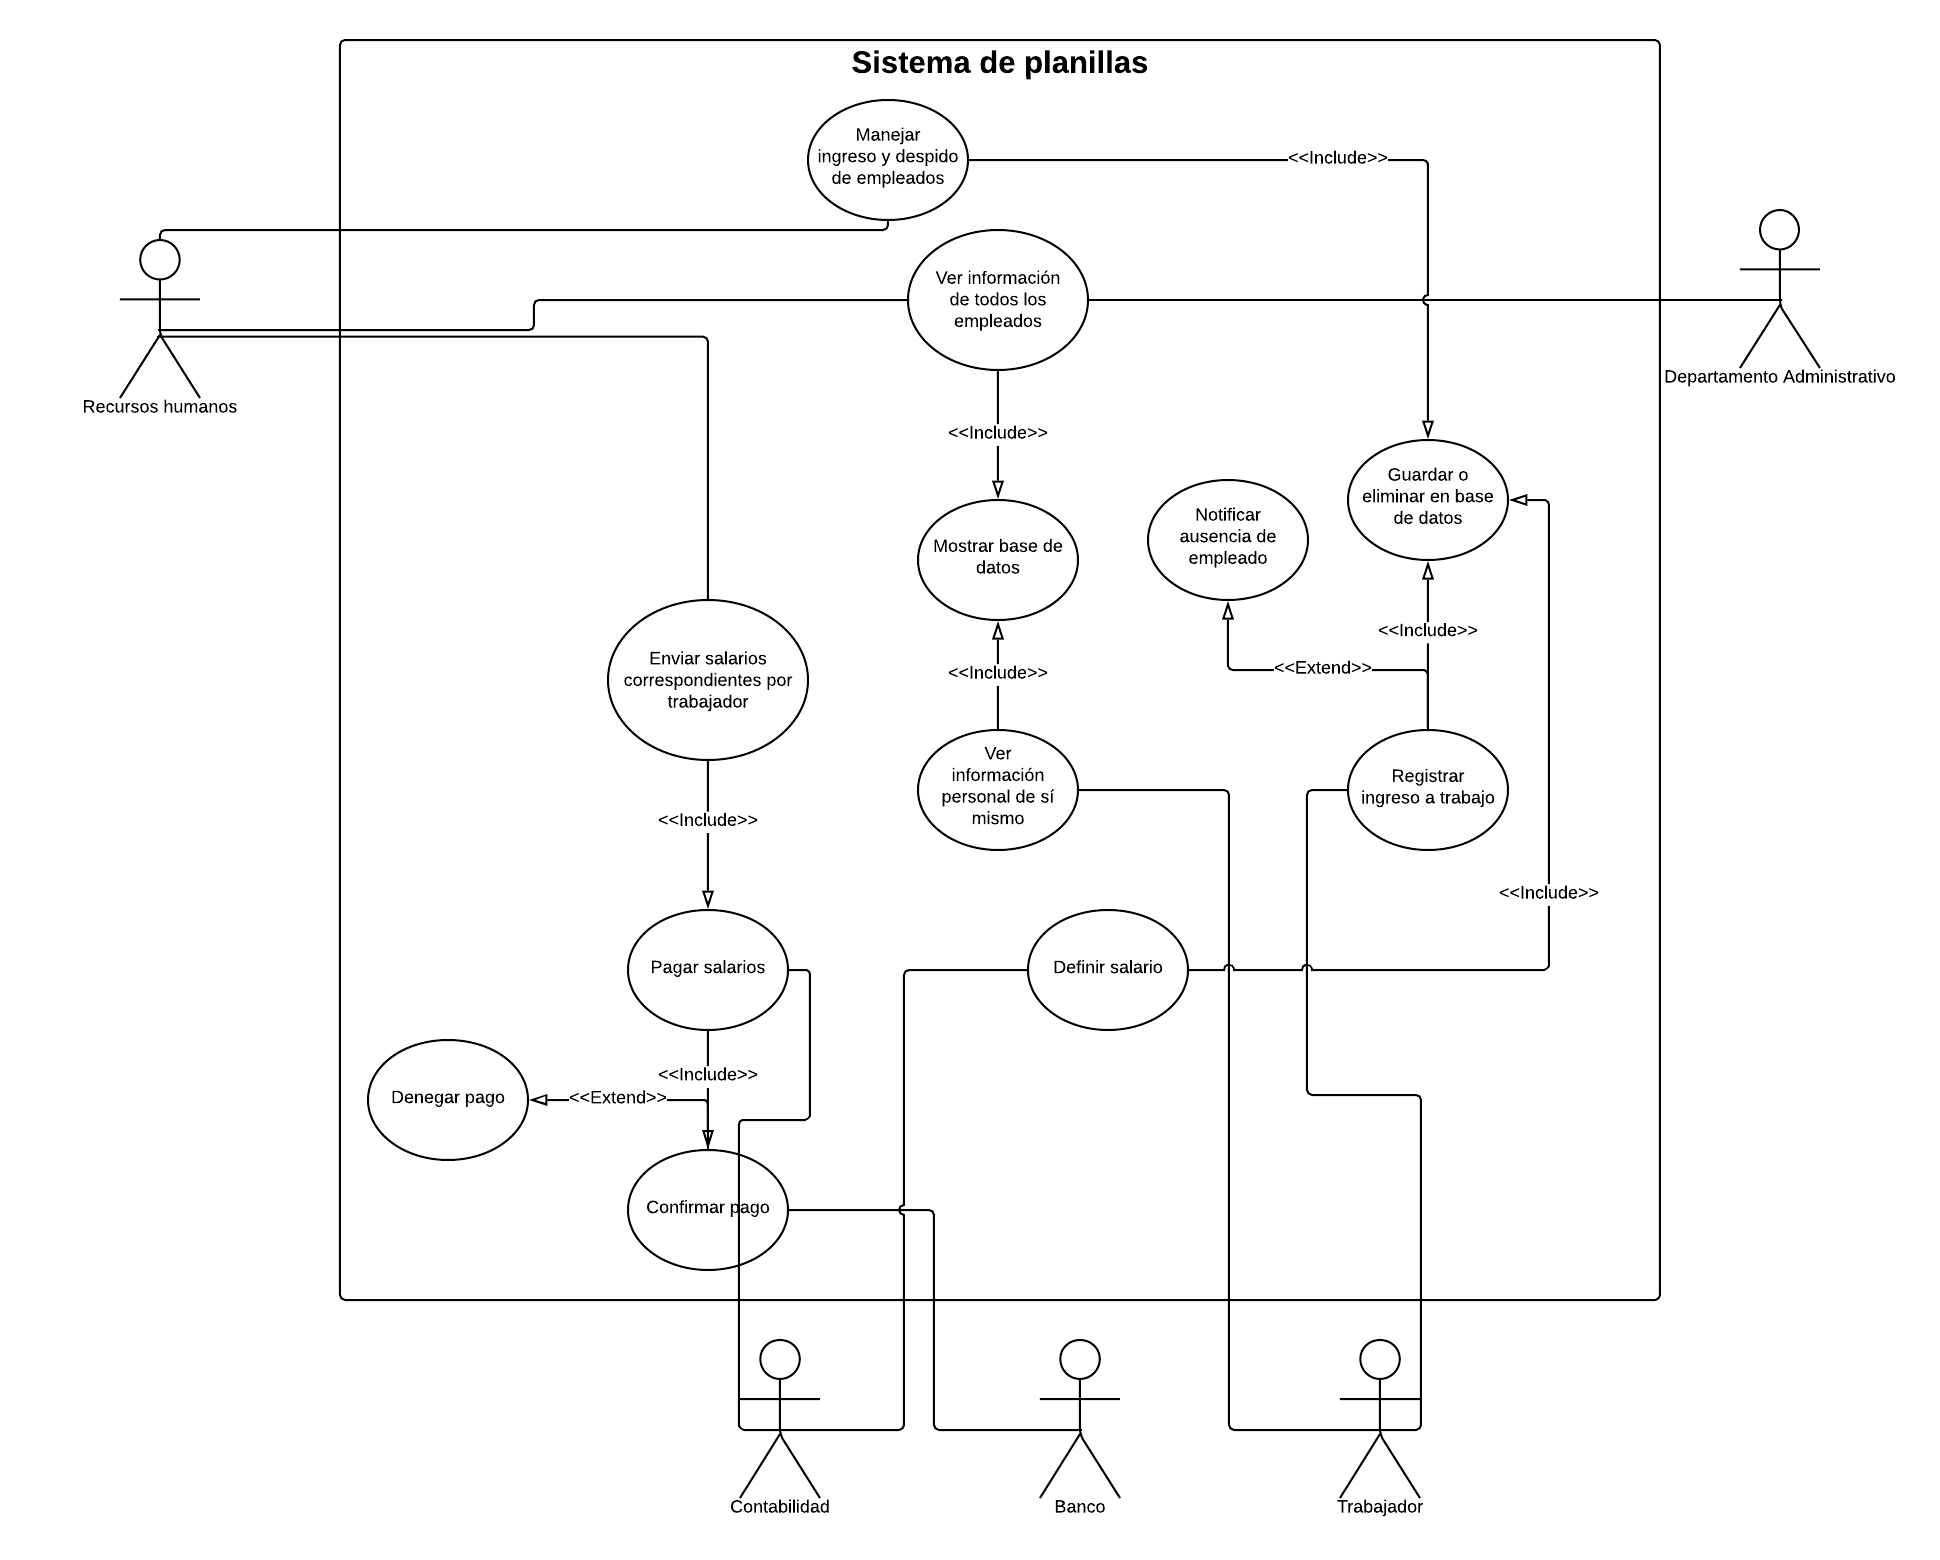 Sistema de planillas
Manejar
ingreso y despido
de empleados
<<Include>>
Ver información
de todos los
empleados
Recursos humanos
Departamento Administrativo
<<Include>>
Guardar o
eliminar en base
de datos
Notificar
ausencia de
empleado
Mostrar base de
datos
<<Include>>
<<Extend>>
<<Include>>
Enviar salarios
correspondientes por
trabajador
Ver
información
personal de sí
mismo
Registrar
ingreso a trabajo
<<Include>>
<<Include>>
Pagar salarios
Definir salario
<<Include>>
Denegar pago
<<Extend>>
Confirmar pago
Contabilidad
Banco
Trabajador